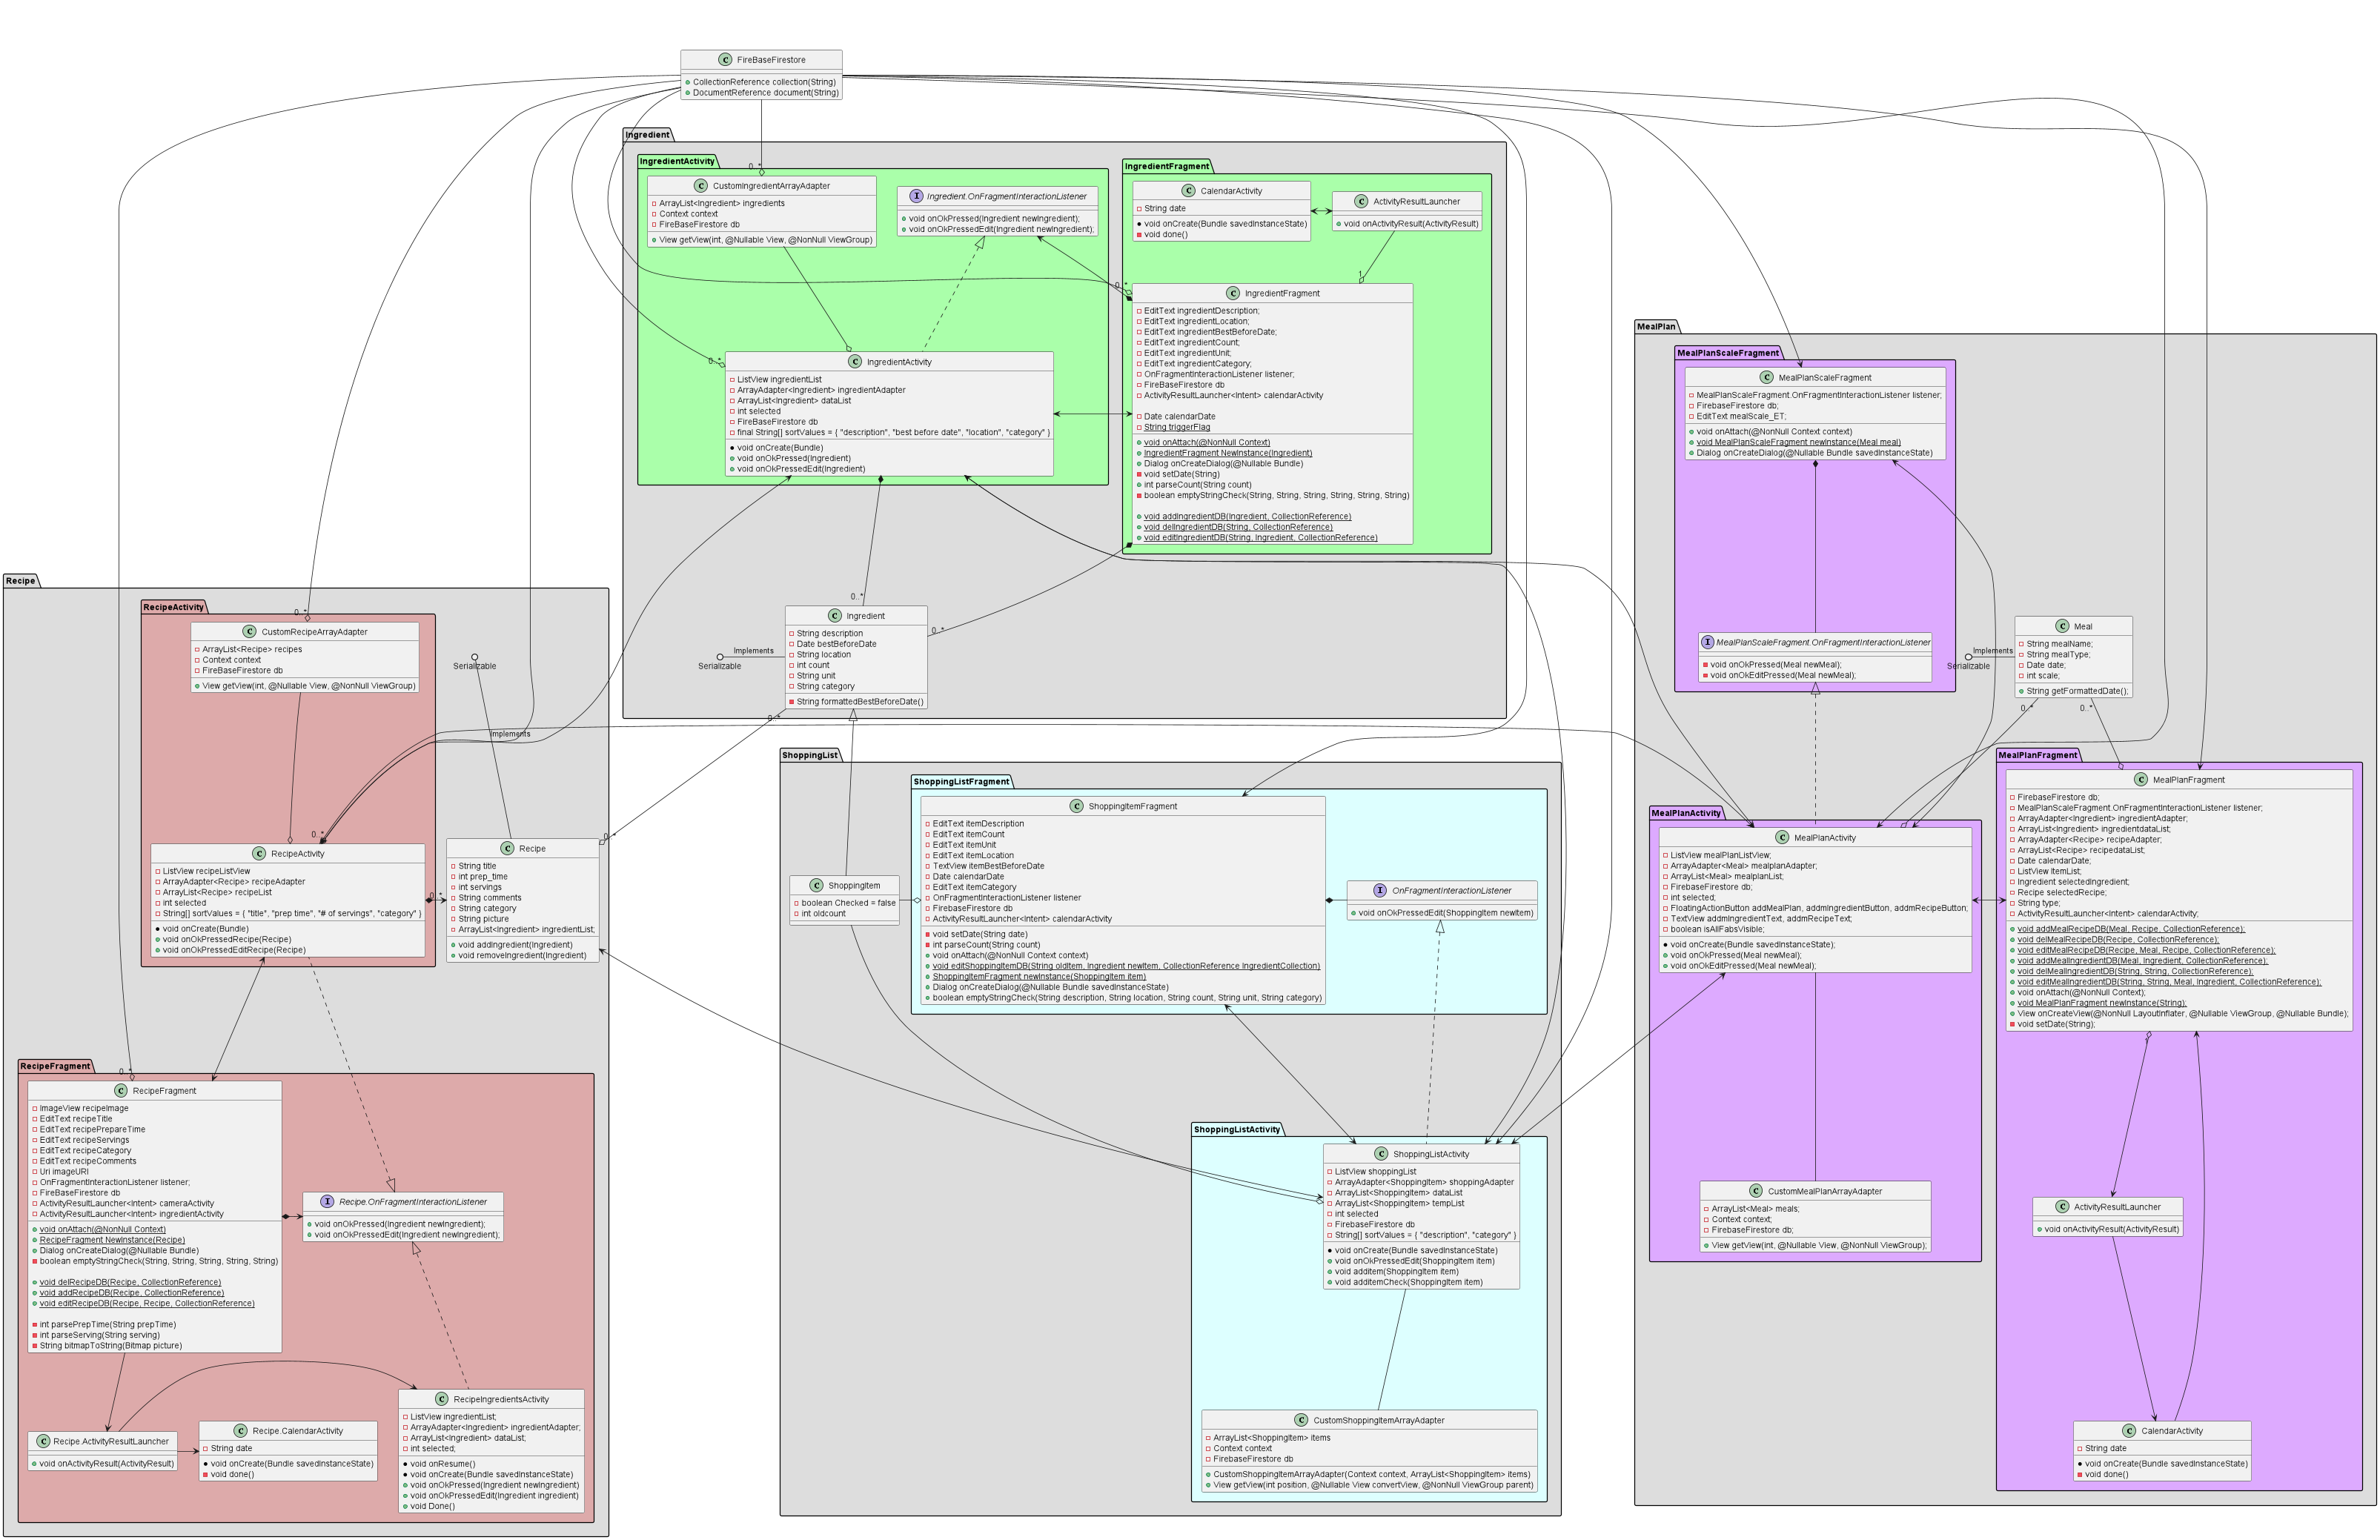 FireBaseFirestore
CollectionReference collection(String)
DocumentReference document(String)
Ingredient
IngredientActivity
0..*
CustomIngredientArrayAdapter
ArrayList<Ingredient> ingredients
Context context
FireBaseFirestore db
View getView(int, @Nullable View, @NonNull ViewGroup)
Ingredient.OnFragmentInteractionListener
void onOkPressed(Ingredient newIngredient);
void onOkPressedEdit(Ingredient newIngredient);
0..*
IngredientActivity
ListView ingredientList
ArrayAdapter<Ingredient> ingredientAdapter
ArrayList<Ingredient> dataList
int selected
FireBaseFirestore db
final String[] sortValues = { "description", "best before date", "location", "category" }
void onCreate(Bundle)
void onOkPressed(Ingredient)
void onOkPressedEdit(Ingredient)
IngredientFragment
CalendarActivity
String date
void onCreate(Bundle savedInstanceState)
void done()
ActivityResultLauncher
void onActivityResult(ActivityResult)
1
0..*
IngredientFragment
EditText ingredientDescription;
EditText ingredientLocation;
EditText ingredientBestBeforeDate;
EditText ingredientCount;
EditText ingredientUnit;
EditText ingredientCategory;
OnFragmentInteractionListener listener;
FireBaseFirestore db
ActivityResultLauncher<Intent> calendarActivity
Date calendarDate
String triggerFlag
void onAttach(@NonNull Context)
IngredientFragment NewInstance(Ingredient)
Dialog onCreateDialog(@Nullable Bundle)
void setDate(String)
int parseCount(String count)
boolean emptyStringCheck(String, String, String, String, String, String)
void addIngredientDB(Ingredient, CollectionReference)
void delIngredientDB(String, CollectionReference)
void editIngredientDB(String, Ingredient, CollectionReference)
0..*
0..*
Ingredient
String description
Date bestBeforeDate
String location
int count
String unit
String category
String formattedBestBeforeDate()
Implements
Serializable
0..*
MealPlan
MealPlanScaleFragment
MealPlanScaleFragment
MealPlanScaleFragment.OnFragmentInteractionListener listener;
FirebaseFirestore db;
EditText mealScale_ET;
void onAttach(@NonNull Context context)
void MealPlanScaleFragment newInstance(Meal meal)
Dialog onCreateDialog(@Nullable Bundle savedInstanceState)
MealPlanScaleFragment.OnFragmentInteractionListener
void onOkPressed(Meal newMeal);
void onOkEditPressed(Meal newMeal);
Meal
String mealName;
String mealType;
Date date;
int scale;
String getFormattedDate();
Implements
Serializable
0..*
0..*
MealPlanFragment
MealPlanFragment
FirebaseFirestore db;
MealPlanScaleFragment.OnFragmentInteractionListener listener;
ArrayAdapter<Ingredient> ingredientAdapter;
ArrayList<Ingredient> ingredientdataList;
ArrayAdapter<Recipe> recipeAdapter;
ArrayList<Recipe> recipedataList;
Date calendarDate;
ListView itemList;
Ingredient selectedIngredient;
Recipe selectedRecipe;
String type;
ActivityResultLauncher<Intent> calendarActivity;
void addMealRecipeDB(Meal, Recipe, CollectionReference);
void delMealRecipeDB(Recipe, CollectionReference);
void editMealRecipeDB(Recipe, Meal, Recipe, CollectionReference);
void addMealIngredientDB(Meal, Ingredient, CollectionReference);
void delMealIngredientDB(String, String, CollectionReference);
void editMealIngredientDB(String, String, Meal, Ingredient, CollectionReference);
void onAttach(@NonNull Context);
void MealPlanFragment newInstance(String);
View onCreateView(@NonNull LayoutInflater, @Nullable ViewGroup, @Nullable Bundle);
void setDate(String);
1
ActivityResultLauncher
void onActivityResult(ActivityResult)
CalendarActivity
String date
void onCreate(Bundle savedInstanceState)
void done()
MealPlanActivity
MealPlanActivity
ListView mealPlanListView;
ArrayAdapter<Meal> mealplanAdapter;
ArrayList<Meal> mealplanList;
FirebaseFirestore db;
int selected;
FloatingActionButton addMealPlan, addmIngredientButton, addmRecipeButton;
TextView addmIngredientText, addmRecipeText;
boolean isAllFabsVisible;
void onCreate(Bundle savedInstanceState);
void onOkPressed(Meal newMeal);
void onOkEditPressed(Meal newMeal);
CustomMealPlanArrayAdapter
ArrayList<Meal> meals;
Context context;
FirebaseFirestore db;
View getView(int, @Nullable View, @NonNull ViewGroup);
Recipe
RecipeActivity
0..*
CustomRecipeArrayAdapter
ArrayList<Recipe> recipes
Context context
FireBaseFirestore db
View getView(int, @Nullable View, @NonNull ViewGroup)
Serializable
Implements
0..*
RecipeActivity
ListView recipeListView
ArrayAdapter<Recipe> recipeAdapter
ArrayList<Recipe> recipeList
int selected
String[] sortValues = { "title", "prep time", "# of servings", "category" }
void onCreate(Bundle)
void onOkPressedRecipe(Recipe)
void onOkPressedEditRecipe(Recipe)
0..*
0..*
Recipe
String title
int prep_time
int servings
String comments
String category
String picture
ArrayList<Ingredient> ingredientList;
void addIngredient(Ingredient)
void removeIngredient(Ingredient)
RecipeFragment
0..*
RecipeFragment
ImageView recipeImage
EditText recipeTitle
EditText recipePrepareTime
EditText recipeServings
EditText recipeCategory
EditText recipeComments
Uri imageURI
OnFragmentInteractionListener listener;
FireBaseFirestore db
ActivityResultLauncher<Intent> cameraActivity
ActivityResultLauncher<Intent> ingredientActivity
void onAttach(@NonNull Context)
RecipeFragment NewInstance(Recipe)
Dialog onCreateDialog(@Nullable Bundle)
boolean emptyStringCheck(String, String, String, String, String)
void delRecipeDB(Recipe, CollectionReference)
void addRecipeDB(Recipe, CollectionReference)
void editRecipeDB(Recipe, Recipe, CollectionReference)
int parsePrepTime(String prepTime)
int parseServing(String serving)
String bitmapToString(Bitmap picture)
Recipe.OnFragmentInteractionListener
void onOkPressed(Ingredient newIngredient);
void onOkPressedEdit(Ingredient newIngredient);
Recipe.ActivityResultLauncher
void onActivityResult(ActivityResult)
Recipe.CalendarActivity
String date
void onCreate(Bundle savedInstanceState)
void done()
RecipeIngredientsActivity
ListView ingredientList;
ArrayAdapter<Ingredient> ingredientAdapter;
ArrayList<Ingredient> dataList;
int selected;
void onResume()
void onCreate(Bundle savedInstanceState)
void onOkPressed(Ingredient newIngredient)
void onOkPressedEdit(Ingredient ingredient)
void Done()
ShoppingList
ShoppingListFragment
ShoppingItemFragment
EditText itemDescription
EditText itemCount
EditText itemUnit
EditText itemLocation
TextView itemBestBeforeDate
Date calendarDate
EditText itemCategory
OnFragmentInteractionListener listener
FirebaseFirestore db
ActivityResultLauncher<Intent> calendarActivity
void setDate(String date)
int parseCount(String count)
void onAttach(@NonNull Context context)
void editShoppingItemDB(String oldItem, Ingredient newItem, CollectionReference IngredientCollection)
ShoppingItemFragment newInstance(ShoppingItem item)
Dialog onCreateDialog(@Nullable Bundle savedInstanceState)
boolean emptyStringCheck(String description, String location, String count, String unit, String category)
OnFragmentInteractionListener
void onOkPressedEdit(ShoppingItem newItem)
ShoppingItem
boolean Checked = false
int oldcount
ShoppingListActivity
ShoppingListActivity
ListView shoppingList
ArrayAdapter<ShoppingItem> shoppingAdapter
ArrayList<ShoppingItem> dataList
ArrayList<ShoppingItem> tempList
int selected
FirebaseFirestore db
String[] sortValues = { "description", "category" }
void onCreate(Bundle savedInstanceState)
void onOkPressedEdit(ShoppingItem item)
void additem(ShoppingItem item)
void additemCheck(ShoppingItem item)
CustomShoppingItemArrayAdapter
ArrayList<ShoppingItem> items
Context context
FirebaseFirestore db
CustomShoppingItemArrayAdapter(Context context, ArrayList<ShoppingItem> items)
View getView(int position, @Nullable View convertView, @NonNull ViewGroup parent)